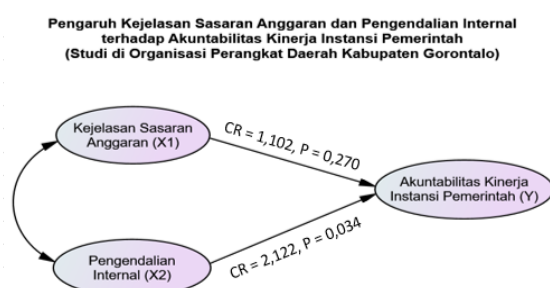 Pengaruh Kejelasan Sasaran Anggaran dan Pengendalian Internal
terhadap Akuntabilitas Kinerja Instansi Pemerintah
(Studi di Organisasi Perangkat Daerah Kabupaten Gorontalo)
Kejelasan Sasaran
Anggaran (X1)
CR = 1,102, P = 0,270
Akuntabilitas Kinerja
Instansi Pemerintah (Y)
Pengendalian
Internal (X2)
CR = 2,122, P = 0,034